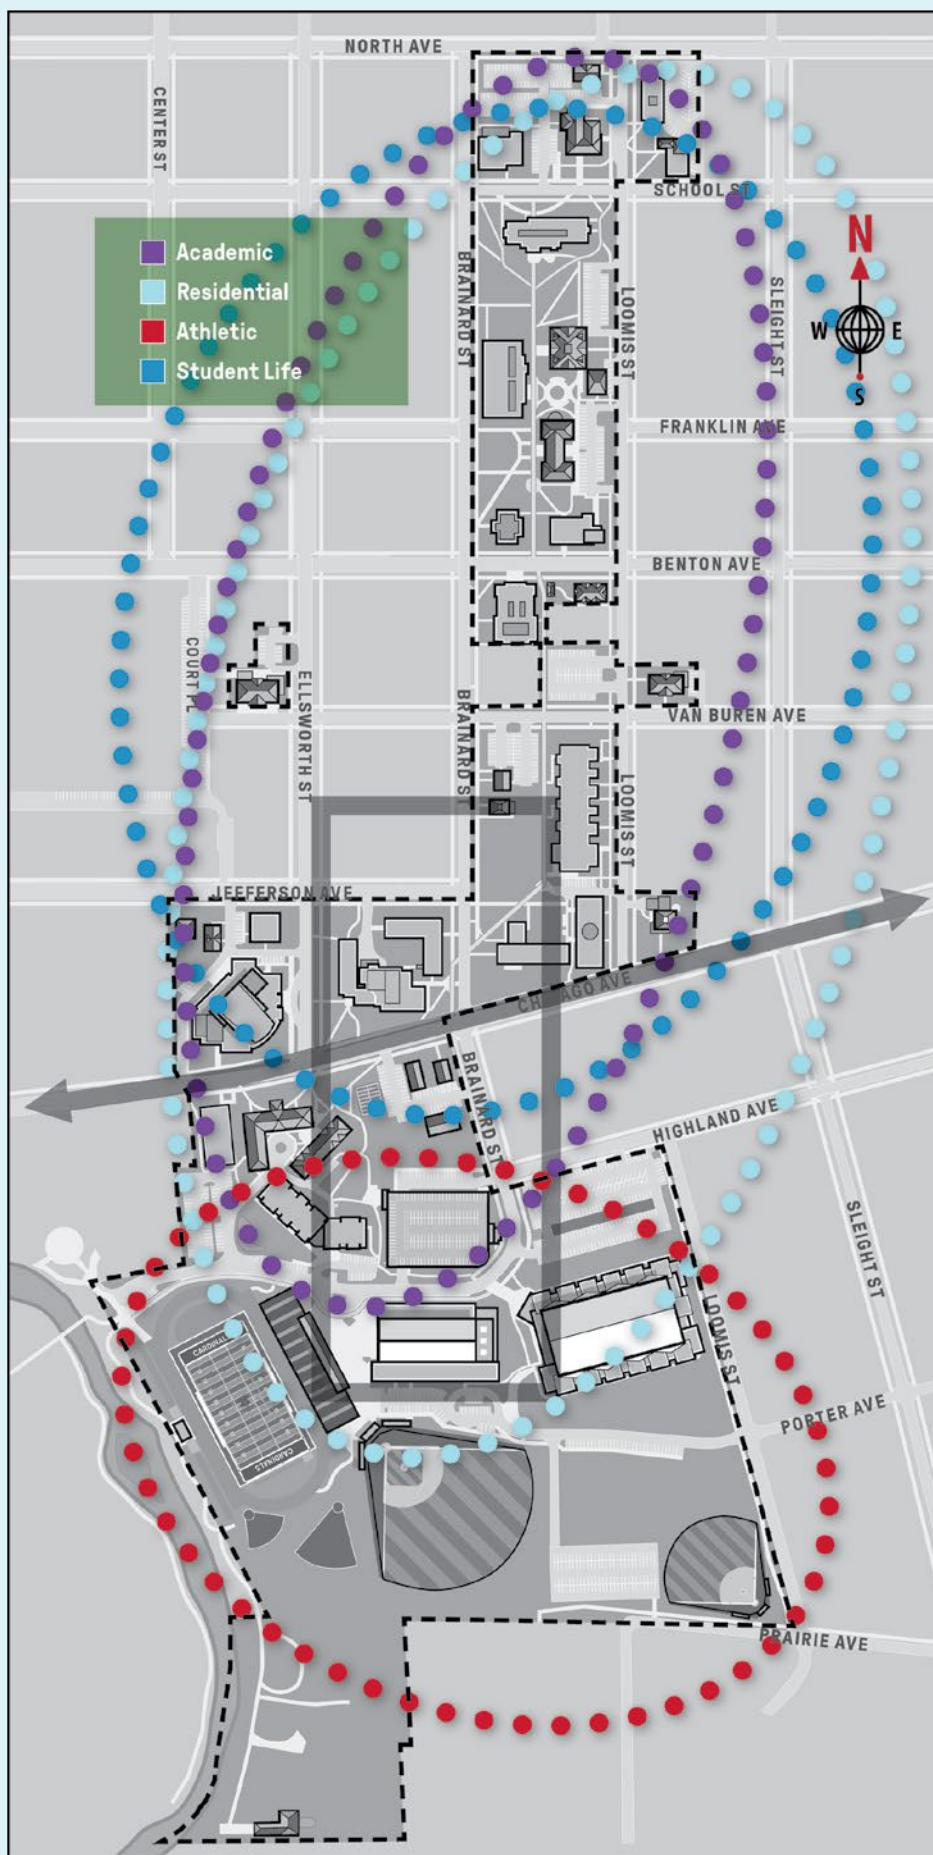 NORTH AVE
CENTER ST
SCHOOL ST
N
W
E
S
Academic
Residential
Athletic
Student Life
BRAINARD ST
LOOMIS ST
SLEIGHT ST
FRANKLIN AVE
BENTON AVE
COURT PL
ELLSWORTH ST
BRAINARD ST
VAN BUREN AVE
LOOMIS ST
JEFFERSON AVE
CHICAGO AVE
BRAINARD ST
HIGHLAND AVE
SLEIGHT ST
LOOMIS ST
CARDINALS
CARDINALS
PORTER AVE
PRAIRIE AVE